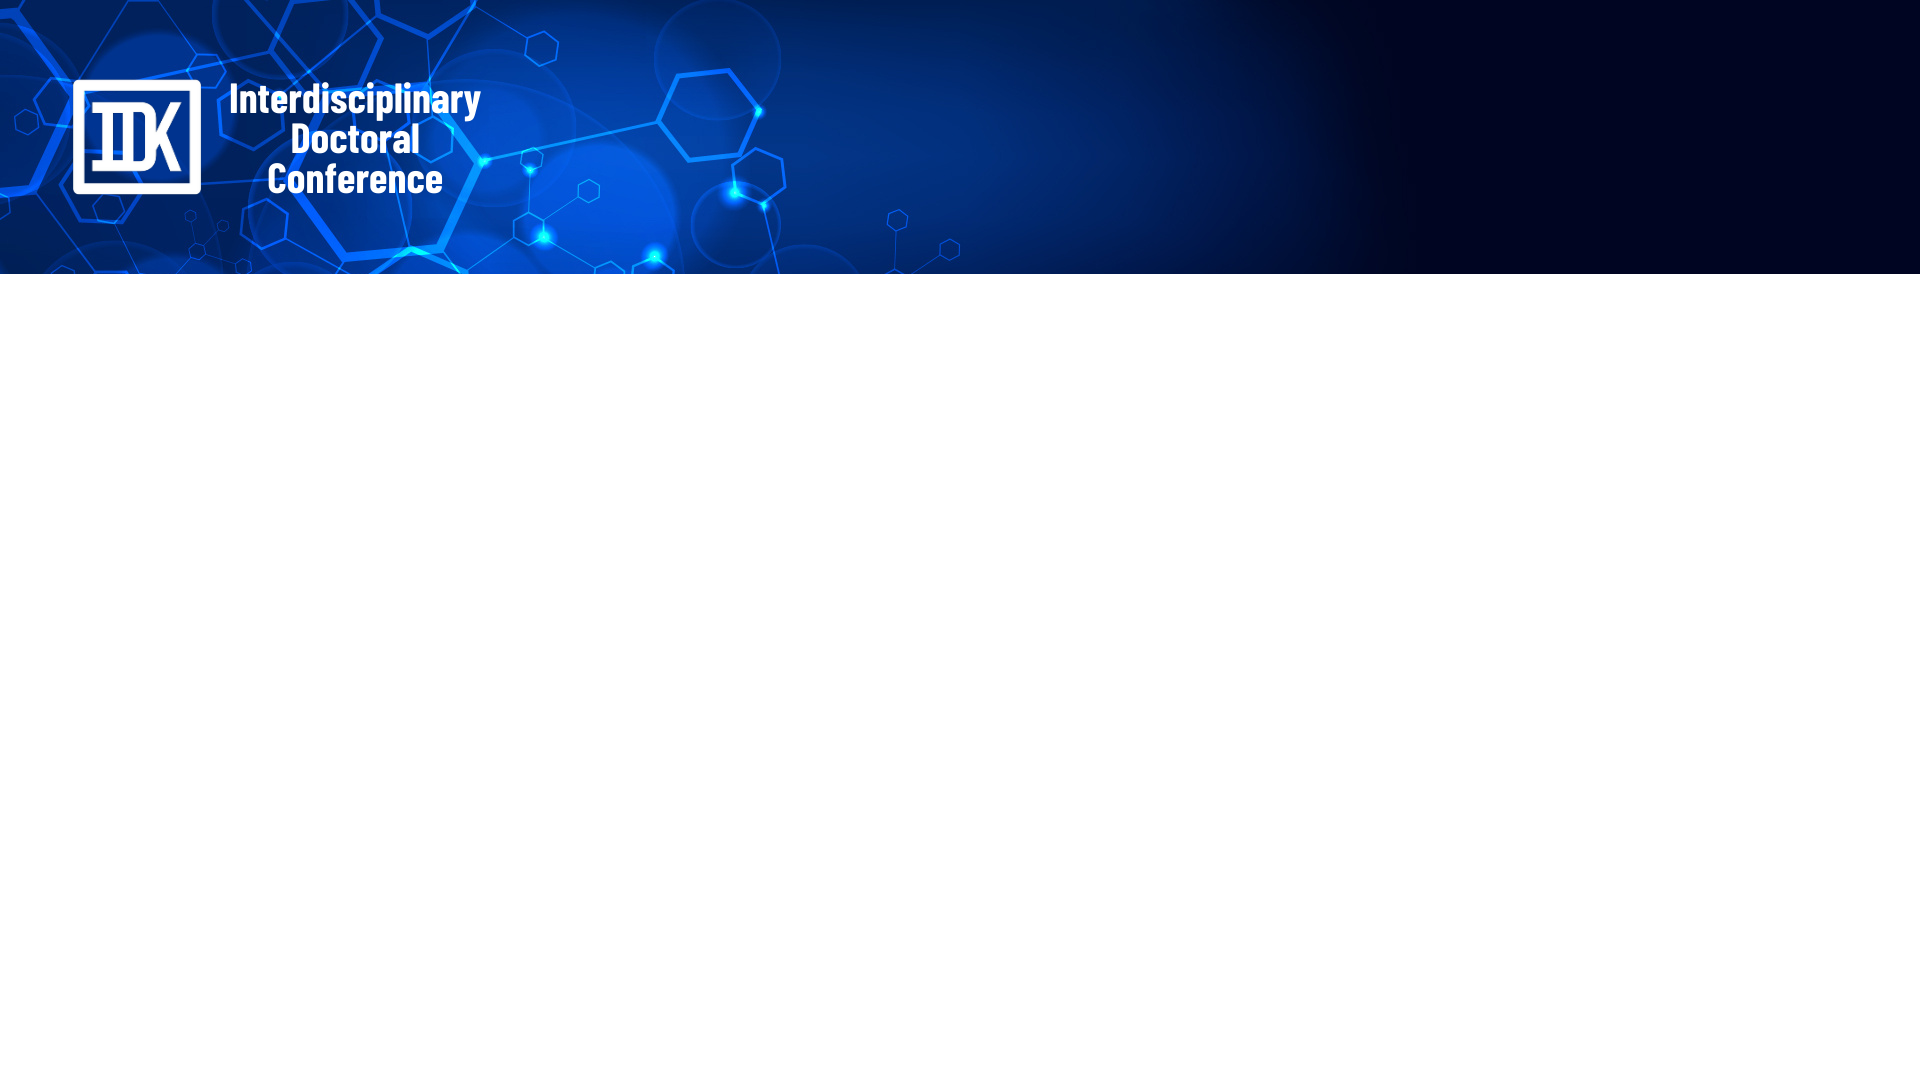 IDK
Interdisciplinary
Doctoral
Conference